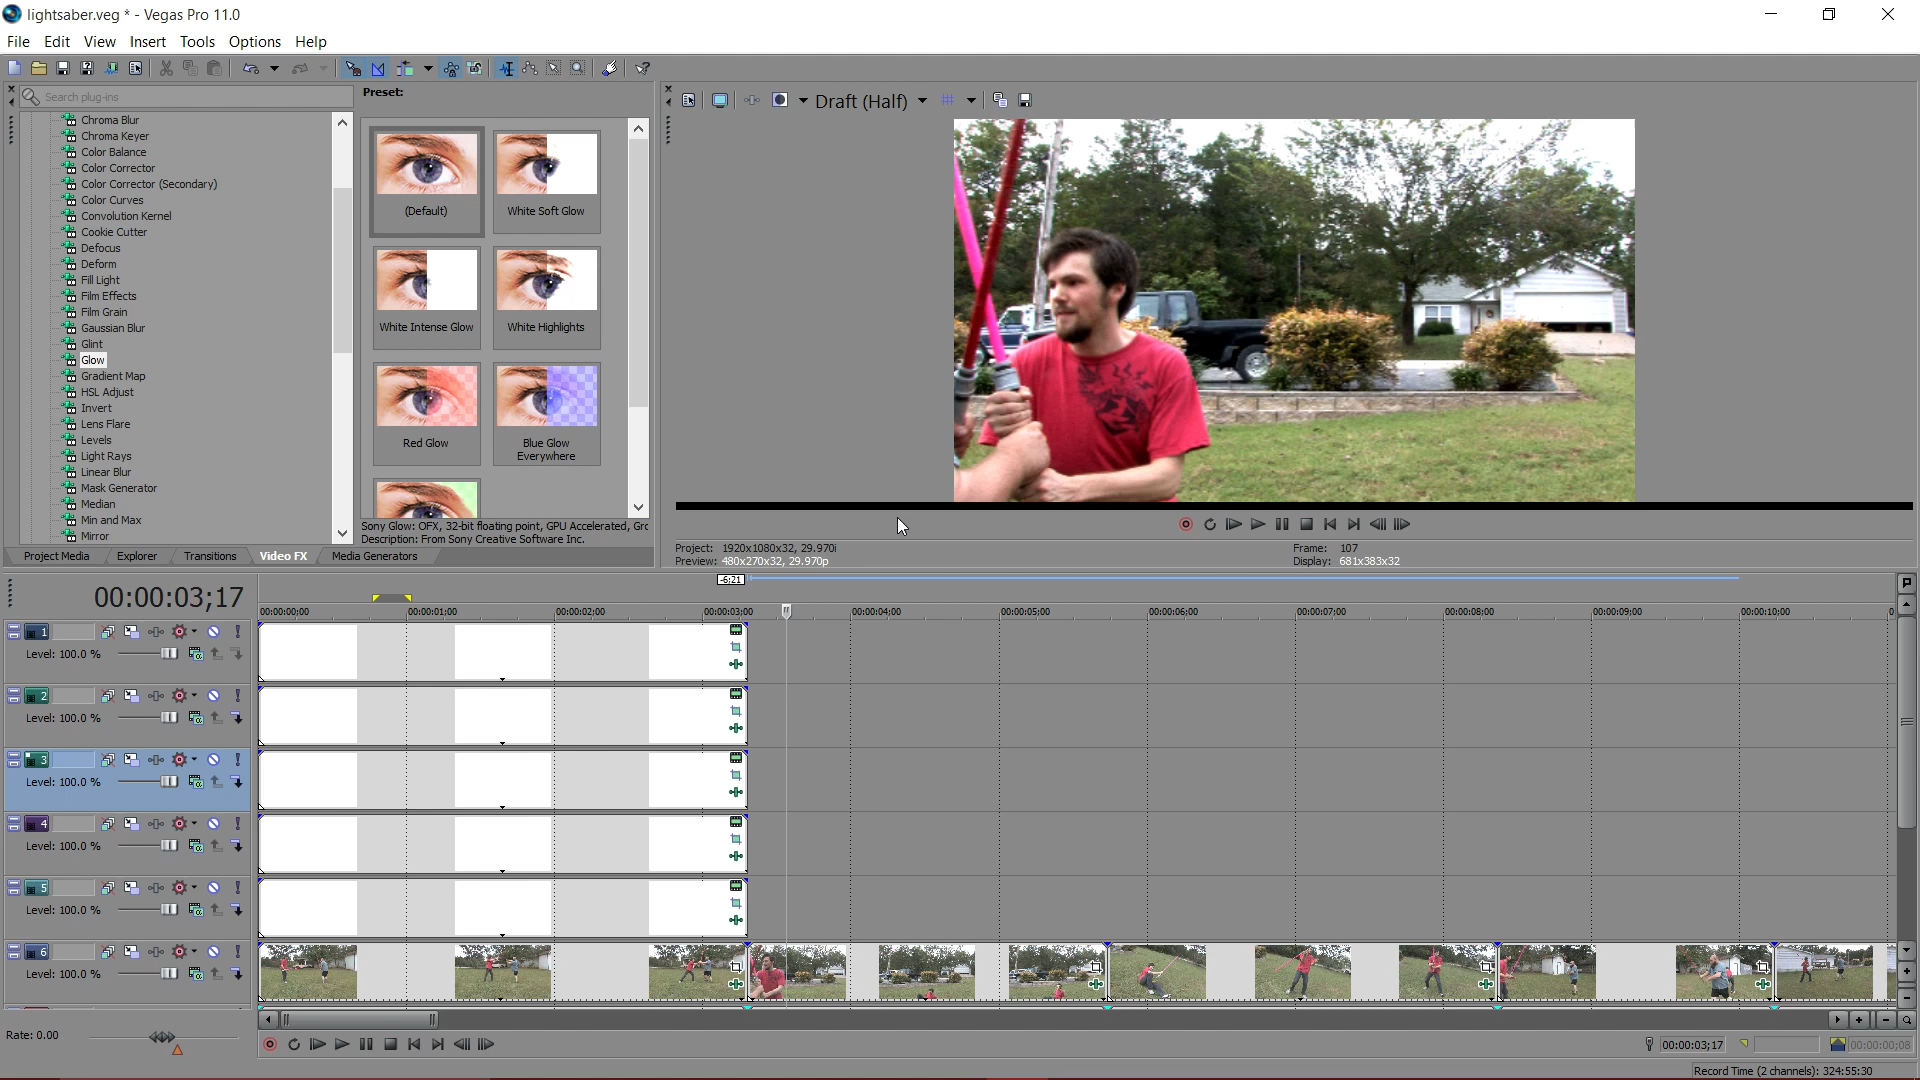 lightsaber.veg * - Vegas Pro 11.0
File Edit View Insert Tools Options Help
Search plug-ins
Preset:
Draft (Half)
Chroma Blur
Chroma Keyer
Color Balance
Color Corrector
Color Corrector (Secondary)
Color Curves
Convolution Kernel
Cookie Cutter
Defocus
Deform
Fill Light
Film Effects
Film Grain
Gaussian Blur
Glint
Glow
Gradient Map
HSL Adjust
Invert
Lens Flare
Levels
Light Rays
Linear Blur
Mask Generator
Median
Min and Max
Mirror
(Default)
White Soft Glow
White Intense Glow
White Highlights
Red Glow
Blue Glow
Everywhere
Sony Glow: OFX, 32-bit floating point, GPU Accelerated, Grc
Description: From Sony Creative Software Inc.
Project Media Explorer Transitions Video FX Media Generators
Project: 1920x1080x32, 29.970i
Preview: 480x270x32, 29.970p
Frame: 107
Display: 681x383x32
00:00:03;17
-6;21
00:00:00;00 00:00:01;00 00:00:02;00 00:00:03;00 00:00:04;00 00:00:05;00 00:00:06;00 00:00:07;00 00:00:08;00 00:00:09;00 00:00:10;00 0
1
Level: 100.0 %
2
Level: 100.0 %
3
Level: 100.0 %
4
Level: 100.0 %
5
Level: 100.0 %
6
Level: 100.0 %
Rate: 0.00
00:00:03;17
00:00:00;08
Record Time (2 channels): 324:55:30